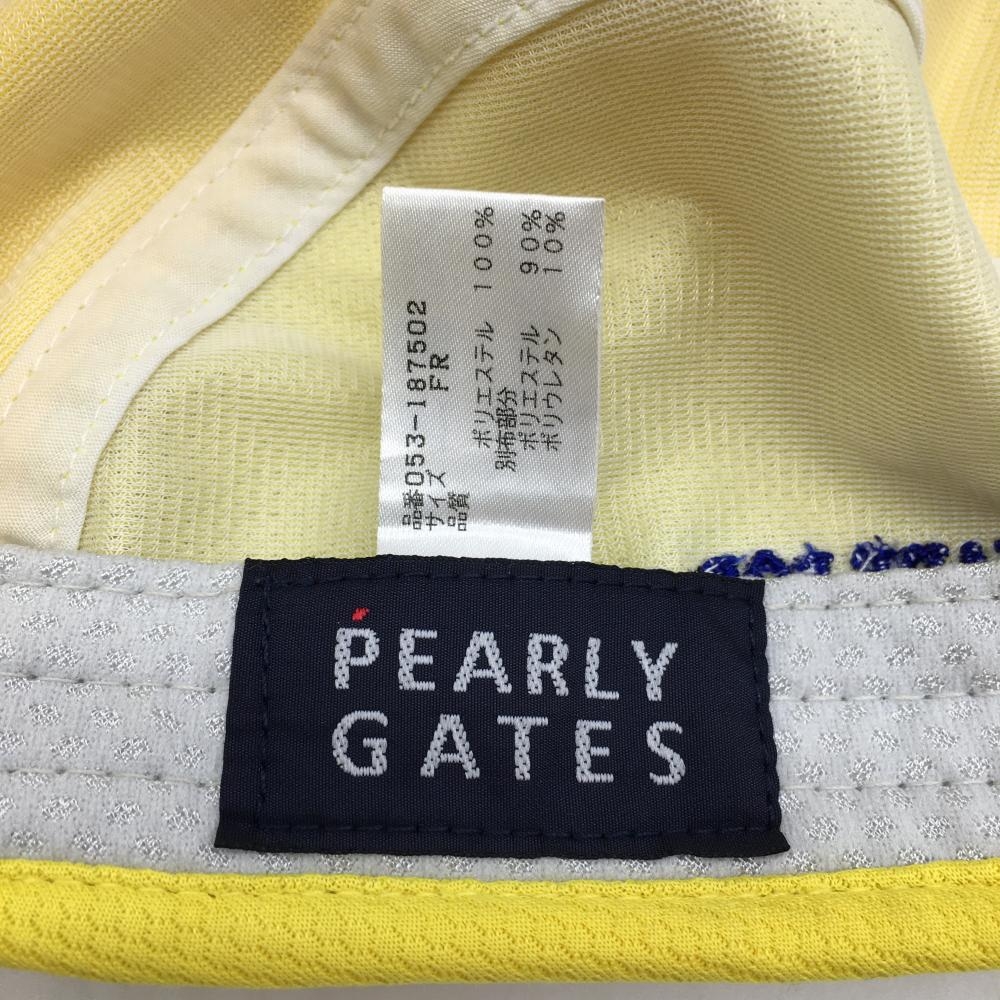 品番053-187502
サイズ FR
品質
ポリエステル 100%
別布部分
ポリエステル 90%
ポリウレタン 10%
PEARLY
GATES